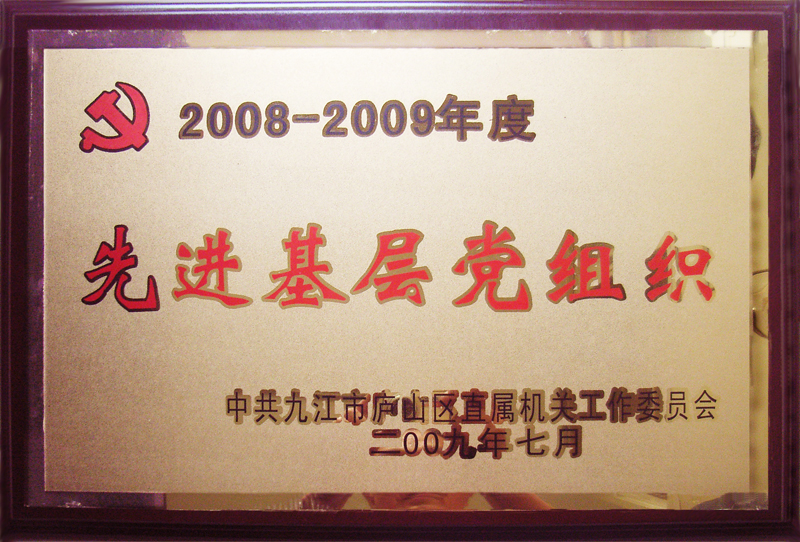 2008-2009年度
先进基层党组织
中共九江市庐山区直属机关工作委员会
二00九年七月